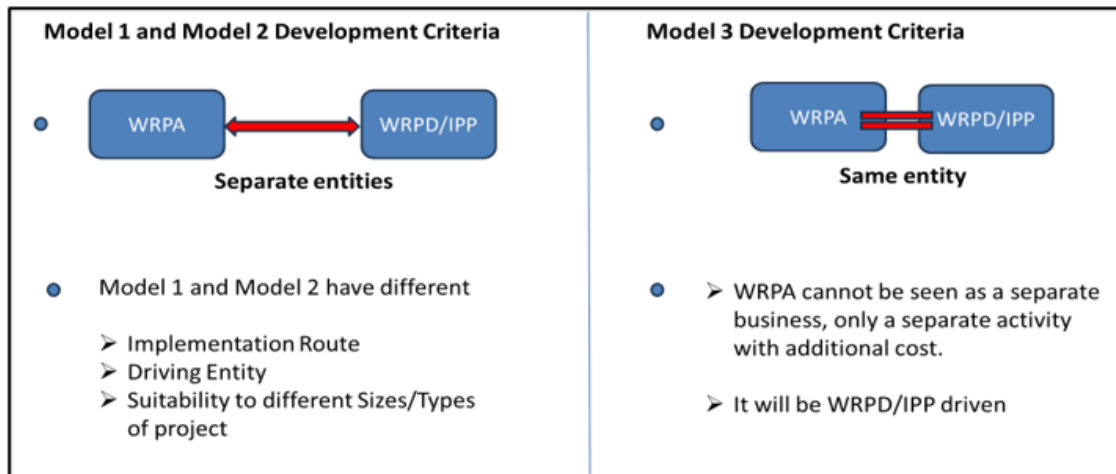 Model 1 and Model 2 Development Criteria
WRPA
WRPD/IPP
Separate entities
Model 1 and Model 2 have different
Implementation Route
Driving Entity
Suitability to different Sizes/Types
of project
Model 3 Development Criteria
WRPA
WRPD/IPP
Same entity
WRPA cannot be seen as a separate
business, only a separate activity
with additional cost.
It will be WRPD/IPP driven